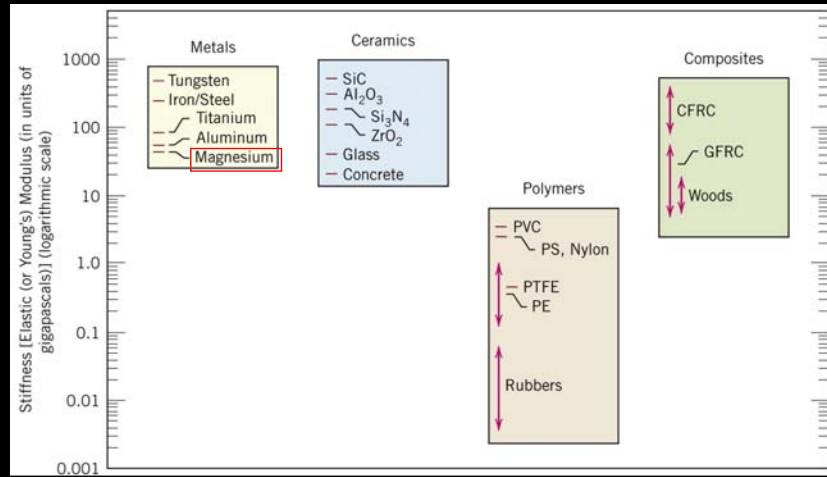 Stiffness [Elastic (or Young's) Modulus (in units of
gigapascals)] (logarithmic scale)
1000
100
10
1.0
0.1
0.01
0.001
Metals
Tungsten
Iron/Steel
Titanium
Aluminum
Magnesium
Ceramics
SiC
Al₂O₃
Si₃N₄
ZrO₂
Glass
Concrete
Polymers
PVC
PS, Nylon
PTFE
PE
Rubbers
Composites
CFRC
GFRC
Woods